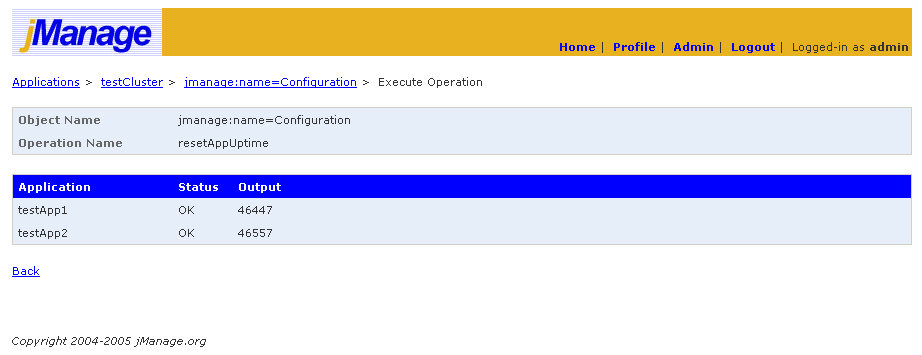 jManage
Home | Profile | Admin | Logout | Logged-in as admin
Applications > testCluster > jmanage:name=Configuration > Execute Operation
Object Name jmanage:name=Configuration
Operation Name resetAppUptime
Application Status Output
testApp1 OK 46447
testApp2 OK 46557
Back
Copyright 2004-2005 jManage.org